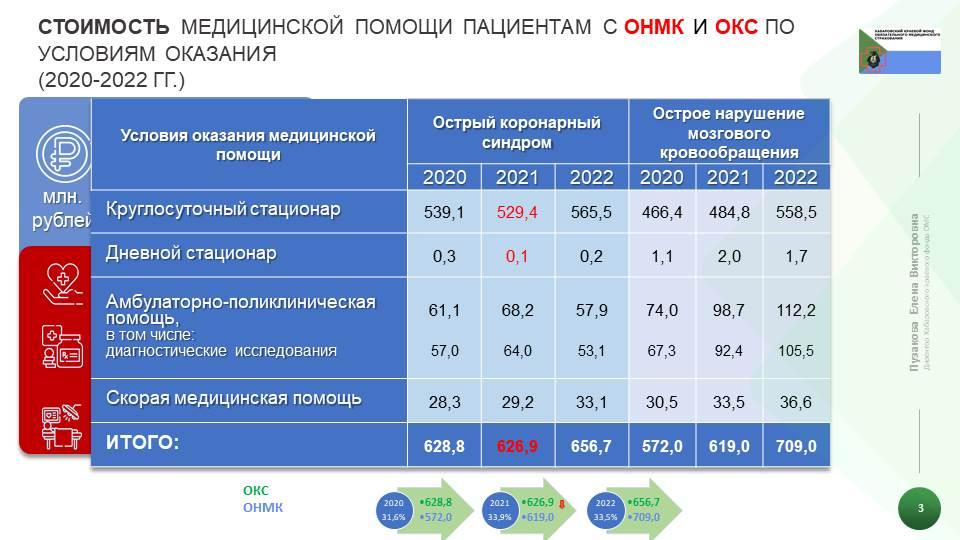 СТОИМОСТЬ МЕДИЦИНСКОЙ ПОМОЩИ ПАЦИЕНТАМ С ОНМК И ОКС ПО
УСЛОВИЯМ ОКАЗАНИЯ
(2020-2022 ГГ.)
ХАБАРОВСКИЙ КРАЕВОЙ ФОНД
ОБЯЗАТЕЛЬНОГО МЕДИЦИНСКОГО
СТРАХОВАНИЯ
млн.
рублей
Условия оказания медицинской
помощи
Острый коронарный
синдром
Острое нарушение
мозгового
кровообращения
2020 2021 2022 2020 2021 2022
Круглосуточный стационар 539,1 529,4 565,5 466,4 484,8 558,5
Дневной стационар 0,3 0,1 0,2 1,1 2,0 1,7
Амбулаторно-поликлиническая
помощь, 61,1 68,2 57,9 74,0 98,7 112,2
в том числе:
диагностические исследования 57,0 64,0 53,1 67,3 92,4 105,5
Скорая медицинская помощь 28,3 29,2 33,1 30,5 33,5 36,6
ИТОГО: 628,8 626,9 656,7 572,0 619,0 709,0
Пузакова Елена Викторовна
Директор Хабаровского краевого фонда ОМС
ОКС
ОНМК
2020
31,6%
•628,8
•572,0
2021
33,9%
•626,9
•619,0
2022
33,5%
•656,7
•709,0
3